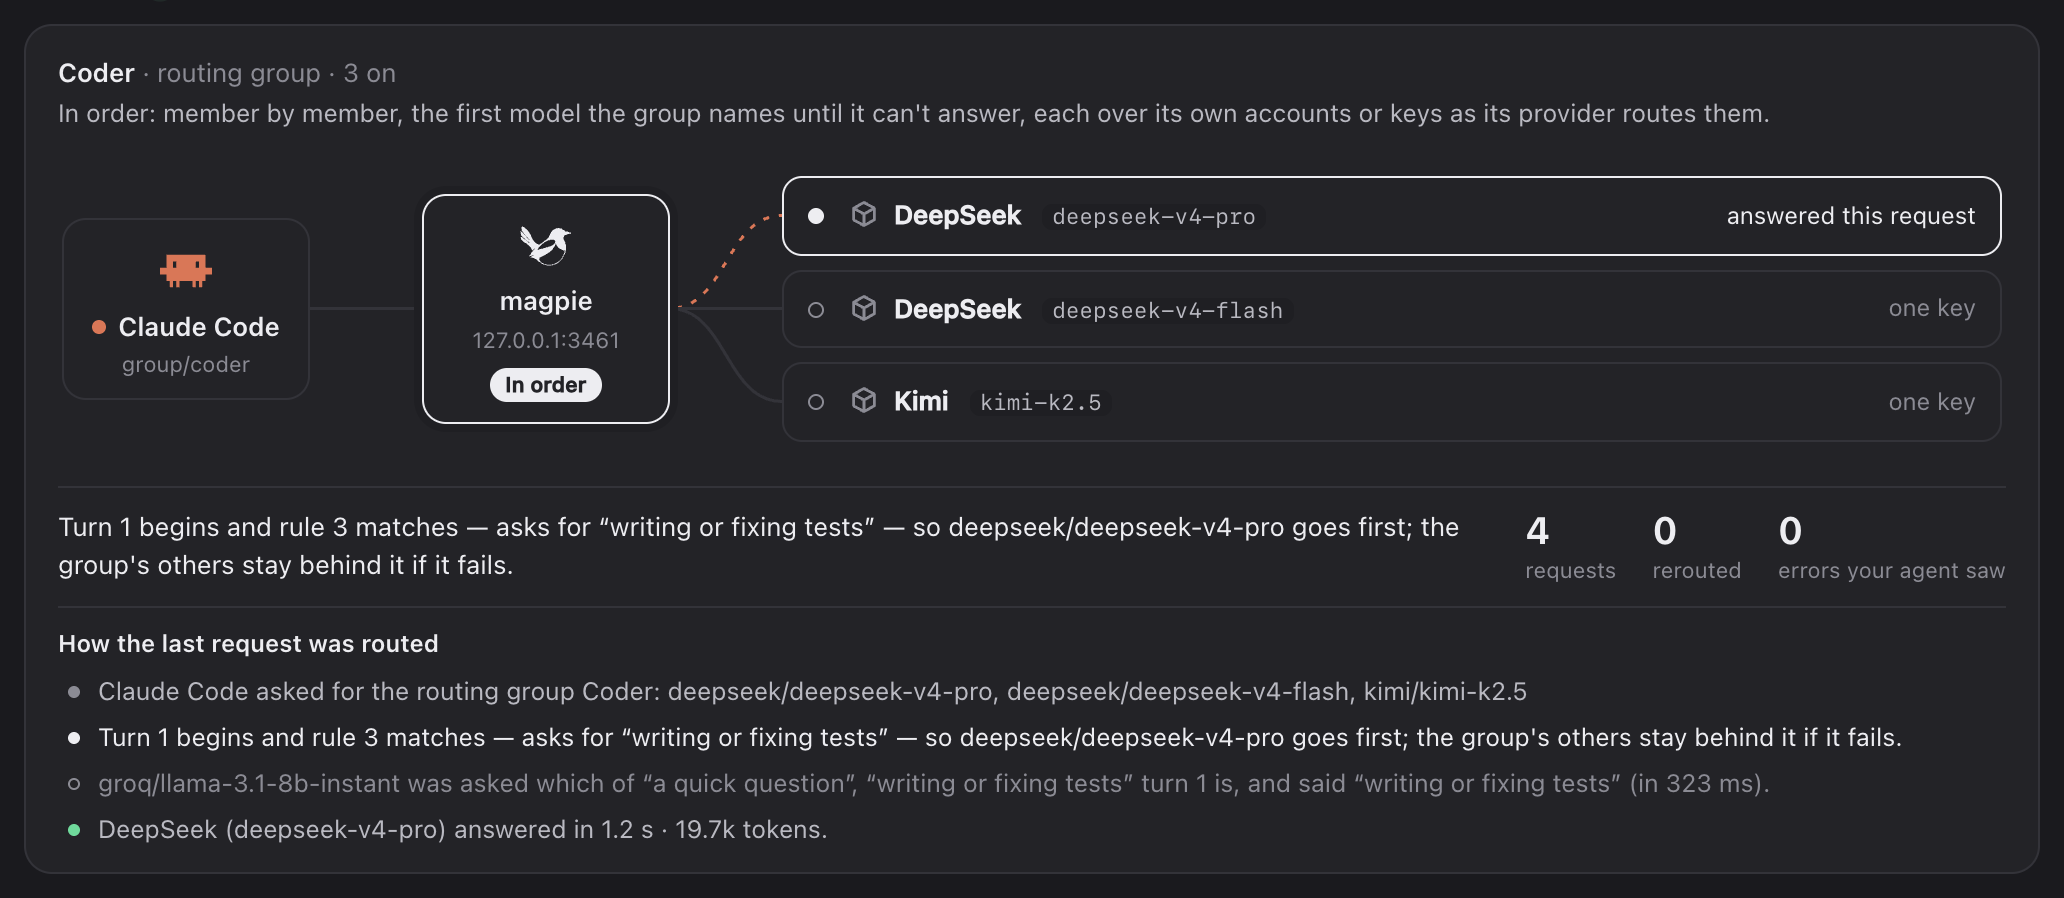 Coder · routing group · 3 on
In order: member by member, the first model the group names until it can't answer, each over its own accounts or keys as its provider routes them.
Claude Code
group/coder
magpie
127.0.0.1:3461
In order
DeepSeek deepseek-v4-pro answered this request
DeepSeek deepseek-v4-flash one key
Kimi kimi-k2.5 one key
Turn 1 begins and rule 3 matches — asks for “writing or fixing tests” — so deepseek/deepseek-v4-pro goes first; the
group's others stay behind it if it fails.
4 requests
0 rerouted
0 errors your agent saw
How the last request was routed
Claude Code asked for the routing group Coder: deepseek/deepseek-v4-pro, deepseek/deepseek-v4-flash, kimi/kimi-k2.5
Turn 1 begins and rule 3 matches — asks for “writing or fixing tests” — so deepseek/deepseek-v4-pro goes first; the group's others stay behind it if it fails.
groq/llama-3.1-8b-instant was asked which of “a quick question”, “writing or fixing tests” turn 1 is, and said “writing or fixing tests” (in 323 ms).
DeepSeek (deepseek-v4-pro) answered in 1.2 s · 19.7k tokens.